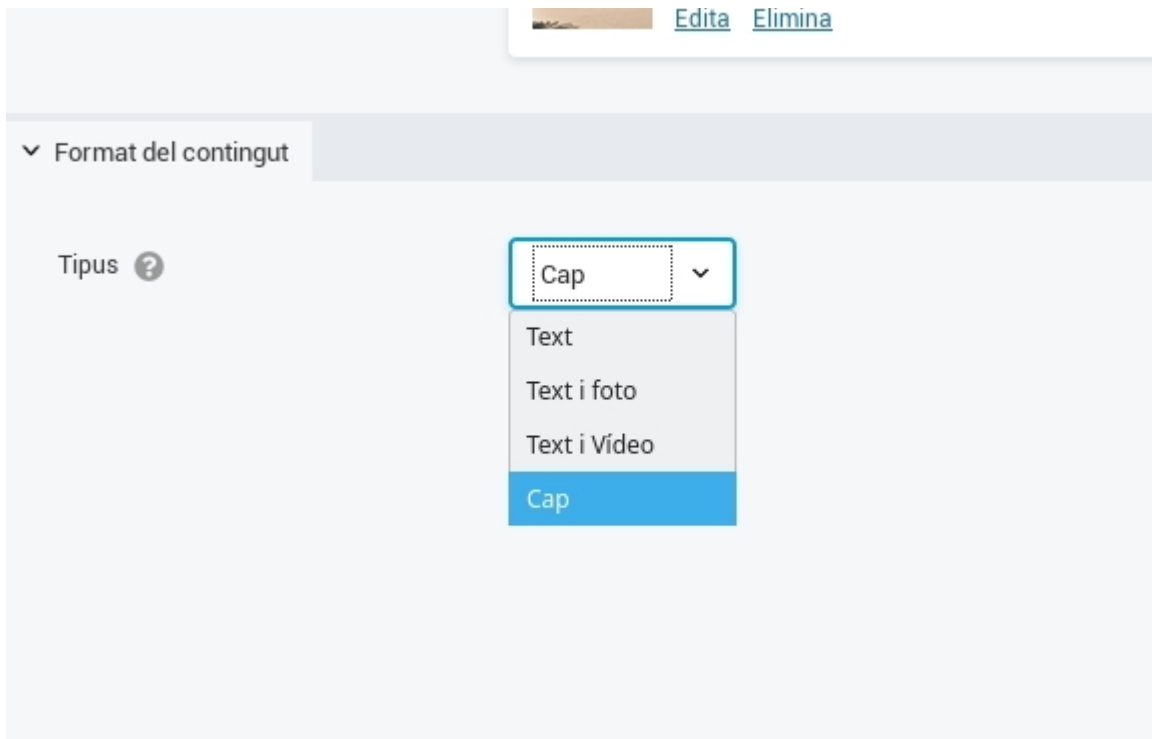 Edita Elimina
Format del contingut
Tipus ?
Cap
Text
Text i foto
Text i Vídeo
Cap